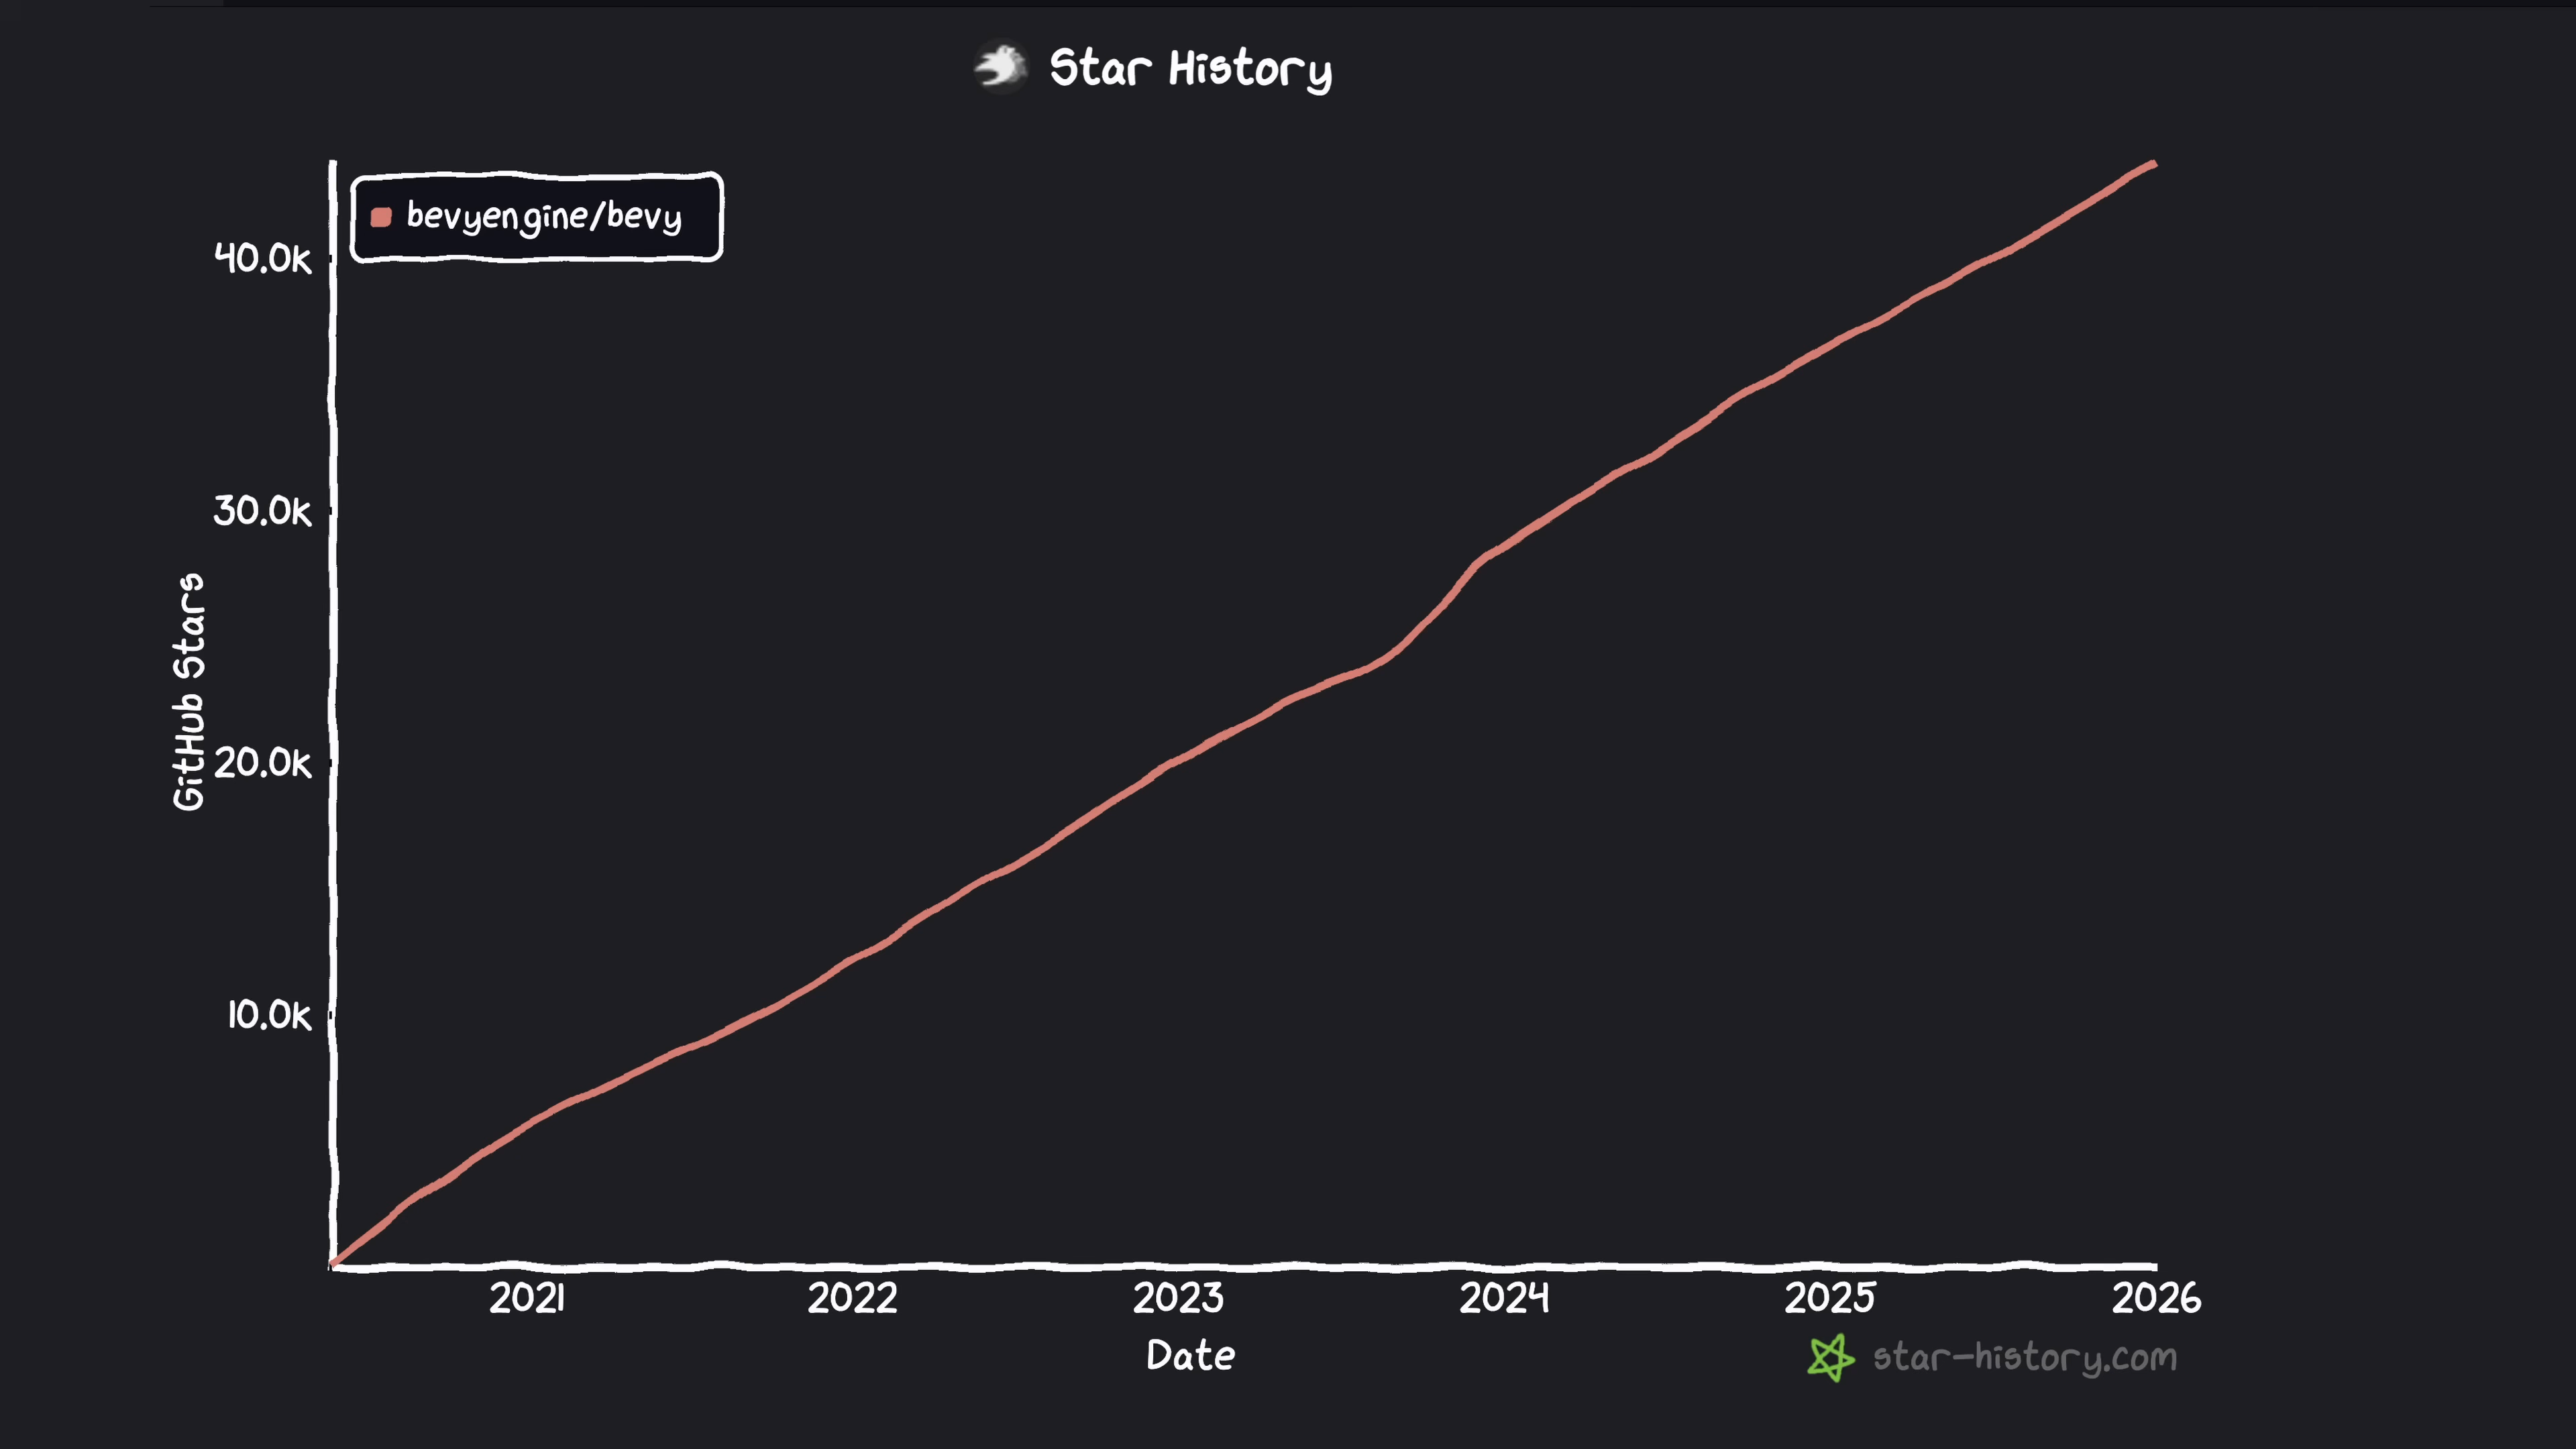 Star History
bevyengine/bevy
40.0K
30.0K
20.0K
10.0K
GitHub Stars
2021 2022 2023 2024 2025 2026
Date
star-history.com